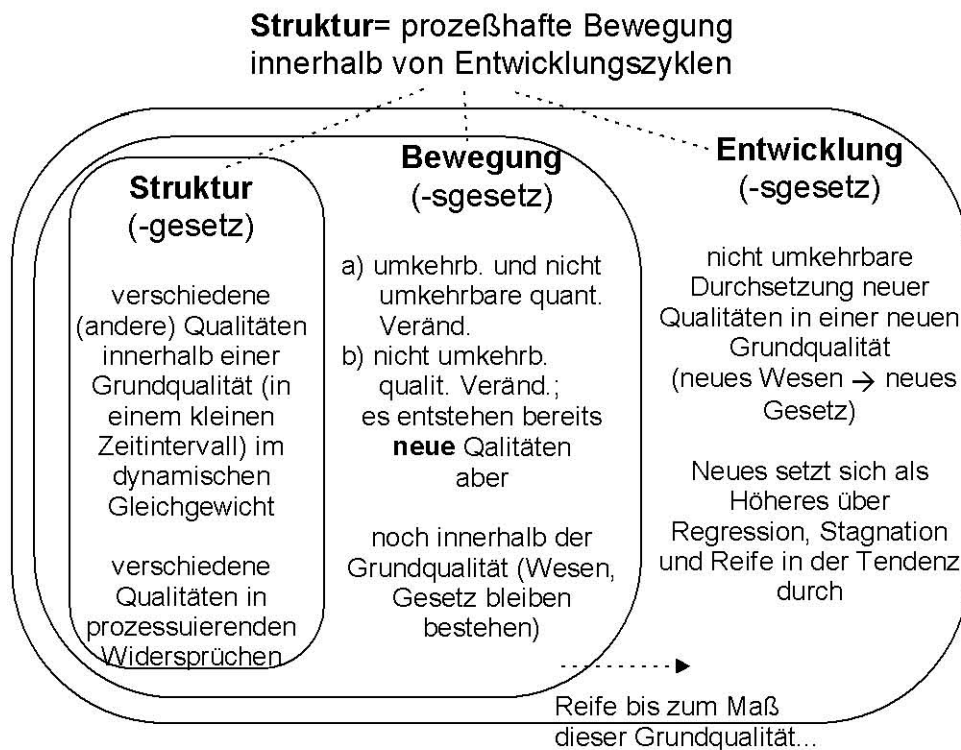 Struktur= prozeßhafte Bewegung
innerhalb von Entwicklungszyklen
Struktur
(-gesetz)
verschiedene
(andere) Qualitäten
innerhalb einer
Grundqualität (in
einem kleinen
Zeitintervall) im
dynamischen
Gleichgewicht
verschiedene
Qualitäten in
prozessuierenden
Widersprüchen
Bewegung
(-sgesetz)
a) umkehrb. und nicht
umkehrbare quant.
Veränd.
b) nicht umkehrb.
qualit. Veränd.;
es entstehen bereits
neue Qalitäten
aber
noch innerhalb der
Grundqualität (Wesen,
Gesetz bleiben
bestehen)
Entwicklung
(-sgesetz)
nicht umkehrbare
Durchsetzung neuer
Qualitäten in einer neuen
Grundqualität
(neues Wesen → neues
Gesetz)
Neues setzt sich als
Höheres über
Regression, Stagnation
und Reife in der Tendenz
durch
Reife bis zum Maß
dieser Grundqualität...